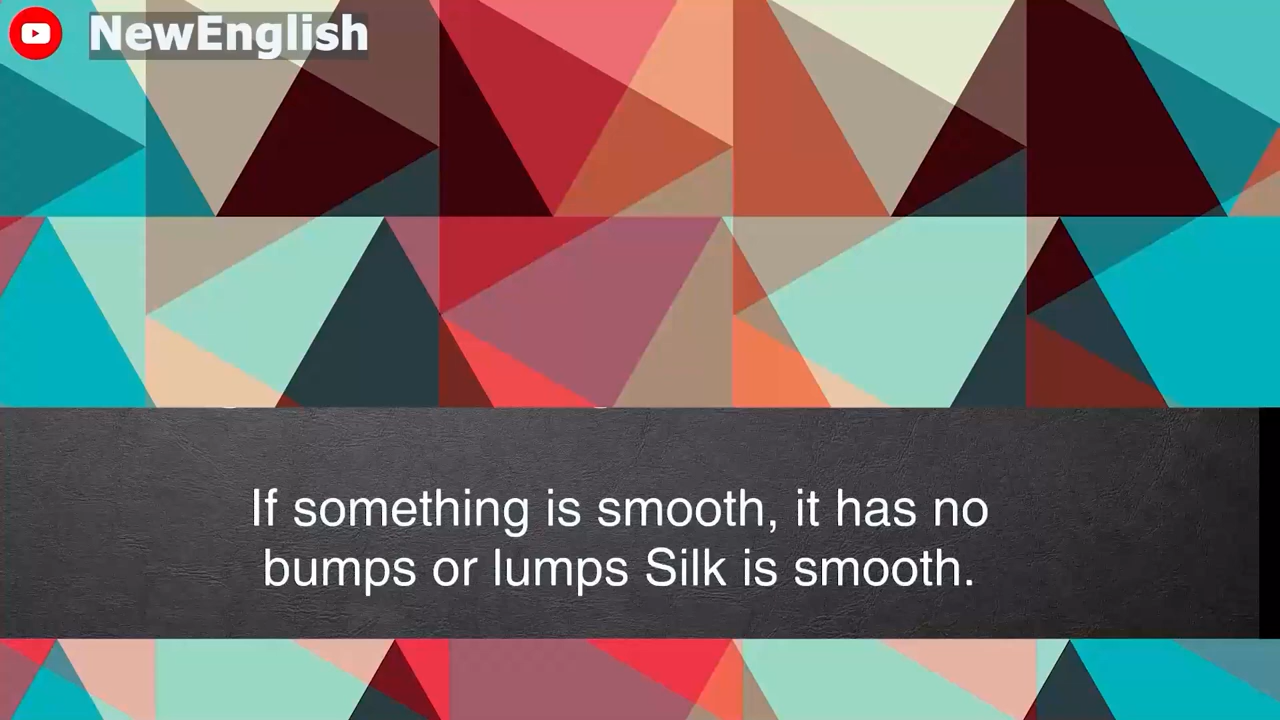 NewEnglish
If something is smooth, it has no
bumps or lumps Silk is smooth.